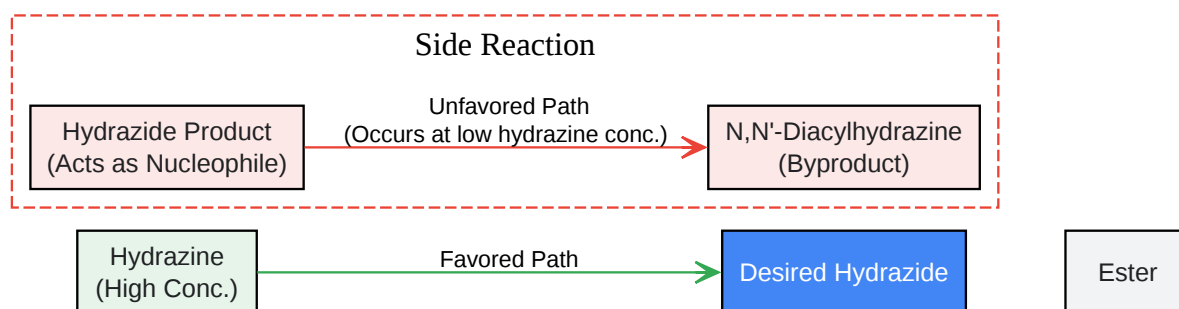 Side Reaction
Hydrazide Product
(Acts as Nucleophile)
Unfavored Path
(Occurs at low hydrazine conc.)
N,N'-Diacylhydrazine
(Byproduct)
Hydrazine
(High Conc.)
Favored Path
Desired Hydrazide
Ester